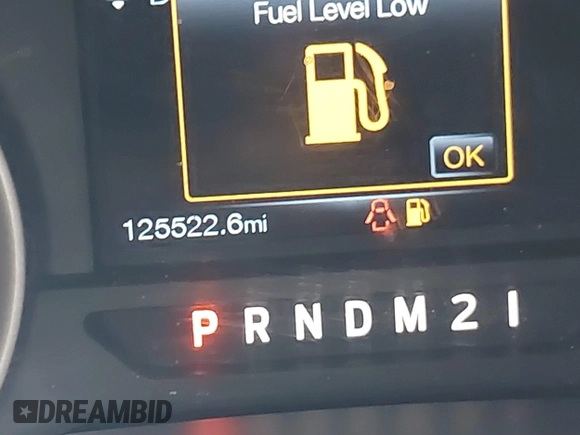 Fuel Level Low
OK
125522.6mi
P R N D M 2 1
DREAMBID